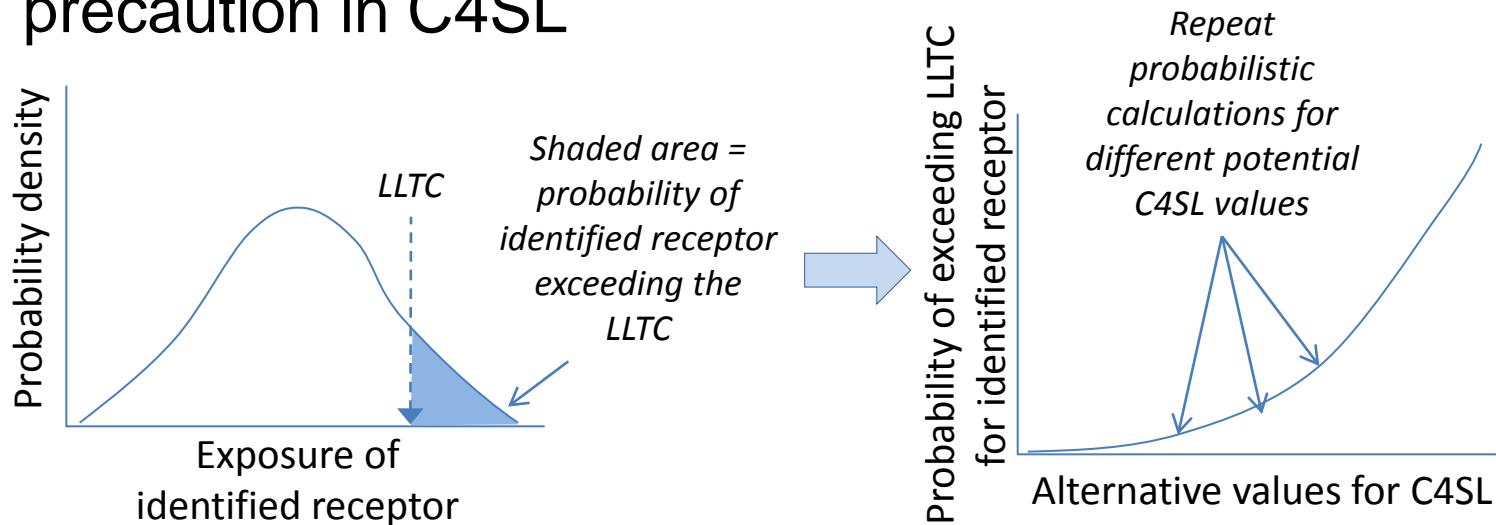 precaution in C4SL
Probability density
LLTC
Shaded area =
probability of
identified receptor
exceeding the
LLTC
Exposure of
identified receptor
Probability of exceeding LLTC
for identified receptor
Repeat
probabilistic
calculations for
different potential
C4SL values
Alternative values for C4SL